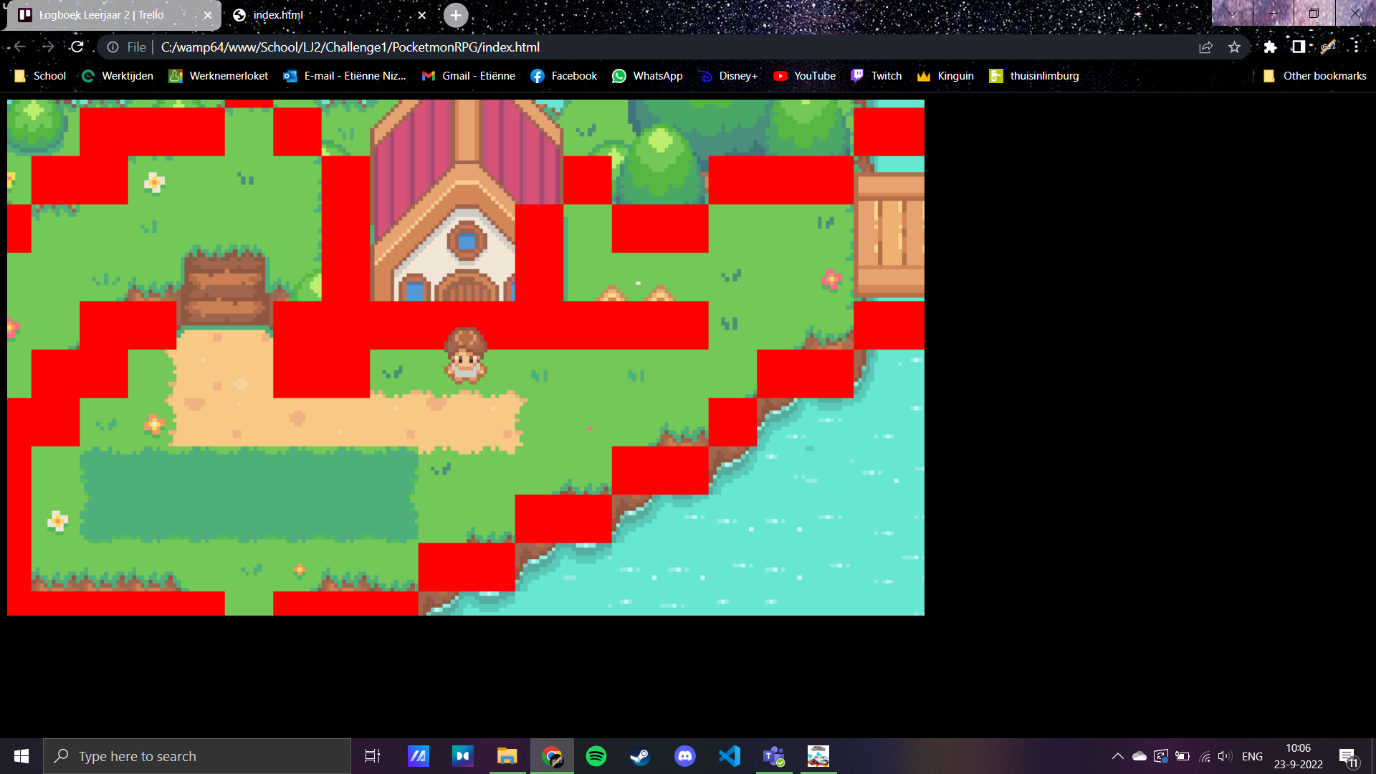 Logboek Leerjaar 2 | Trello
index.html
File | C:/wamp64/www/School/LJ2/Challenge1/PocketmonRPG/index.html
School Werktijden Werknemerloket E-mail - Etiënne Niz... Gmail - Etiënne Facebook WhatsApp Disney+ YouTube Twitch Kinguin thuisinlimburg Other bookmarks
Type here to search
ENG
10:06
23-9-2022
11